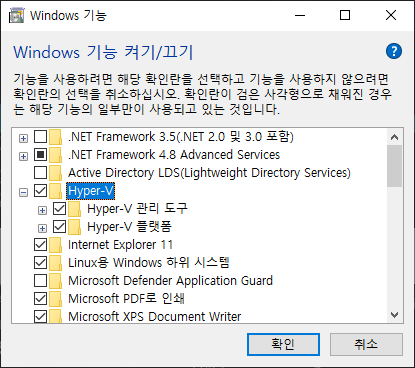 Windows 기능
Windows 기능 켜기/끄기
기능을 사용하려면 해당 확인란을 선택하고 기능을 사용하지 않으려면
확인란의 선택을 취소하십시오. 확인란이 검은 사각형으로 채워진 경우
는 해당 기능의 일부만이 사용되고 있는 것입니다.
.NET Framework 3.5(.NET 2.0 및 3.0 포함)
.NET Framework 4.8 Advanced Services
Active Directory LDS(Lightweight Directory Services)
Hyper-V
Hyper-V 관리 도구
Hyper-V 플랫폼
Internet Explorer 11
Linux용 Windows 하위 시스템
Microsoft Defender Application Guard
Microsoft PDF로 인쇄
Microsoft XPS Document Writer
확인
취소